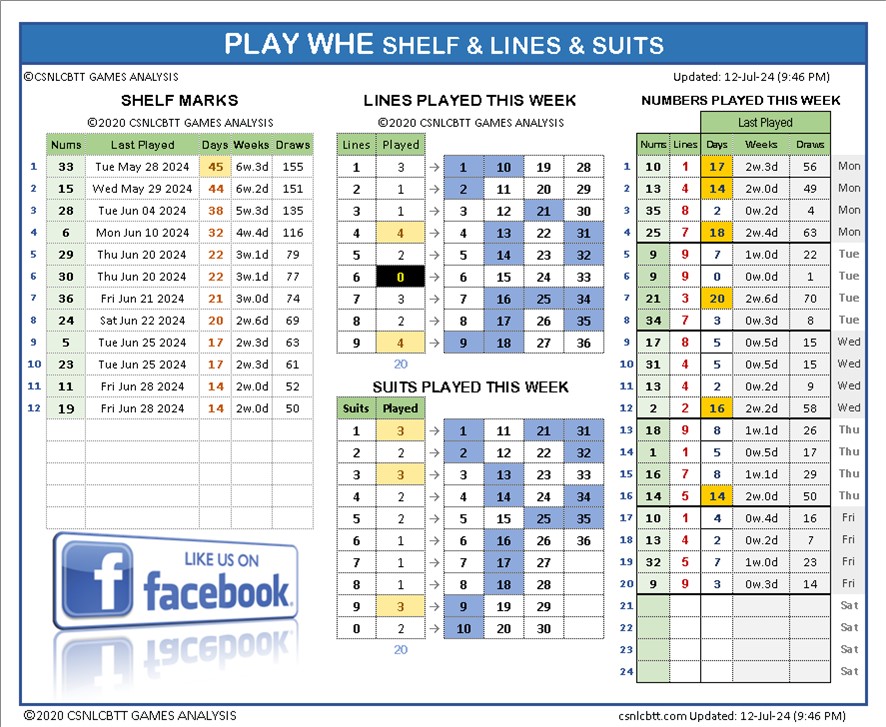 PLAY WHE SHELF & LINES & SUITS
©CSNLCBTT GAMES ANALYSIS Updated: 12-Jul-24 (9:46 PM)
SHELF MARKS
©2020 CSNLCBTT GAMES ANALYSIS
Nums Last Played Days Weeks Draws
1 33 Tue May 28 2024 45 6w.3d 155
2 15 Wed May 29 2024 44 6w.2d 151
3 28 Tue Jun 04 2024 38 5w.3d 135
4 6 Mon Jun 10 2024 32 4w.4d 116
5 29 Thu Jun 20 2024 22 3w.1d 79
6 30 Thu Jun 20 2024 22 3w.1d 77
7 36 Fri Jun 21 2024 21 3w.0d 74
8 24 Sat Jun 22 2024 20 2w.6d 69
9 5 Tue Jun 25 2024 17 2w.3d 63
10 23 Tue Jun 25 2024 17 2w.3d 61
11 11 Fri Jun 28 2024 14 2w.0d 52
12 19 Fri Jun 28 2024 14 2w.0d 50
LIKE US ON
facebook
LINES PLAYED THIS WEEK
©2020 CSNLCBTT GAMES ANALYSIS
Lines Played
1 3 → 1 10 19 28
2 1 → 2 11 20 29
3 1 → 3 12 21 30
4 4 → 4 13 22 31
5 2 → 5 14 23 32
6 0 → 6 15 24 33
7 3 → 7 16 25 34
8 2 → 8 17 26 35
9 4 → 9 18 27 36
20
SUITS PLAYED THIS WEEK
Suits Played
1 3 → 1 11 21 31
2 2 → 2 12 22 32
3 3 → 3 13 23 33
4 2 → 4 14 24 34
5 2 → 5 15 25 35
6 1 → 6 16 26 36
7 1 → 7 17 27
8 1 → 8 18 28
9 3 → 9 19 29
0 2 → 10 20 30
20
NUMBERS PLAYED THIS WEEK
Last Played
Nums Lines Days Weeks Draws
1 10 1 17 2w.3d 56 Mon
2 13 4 14 2w.0d 49 Mon
3 35 8 2 0w.2d 4 Mon
4 25 7 18 2w.4d 63 Mon
5 9 9 7 1w.0d 22 Tue
6 9 9 0 0w.0d 1 Tue
7 21 3 20 2w.6d 70 Tue
8 34 7 3 0w.3d 8 Tue
9 17 8 5 0w.5d 15 Wed
10 31 4 5 0w.5d 15 Wed
11 13 4 2 0w.2d 9 Wed
12 2 2 16 2w.2d 58 Wed
13 18 9 8 1w.1d 26 Thu
14 1 1 5 0w.5d 17 Thu
15 16 7 8 1w.1d 29 Thu
16 14 5 14 2w.0d 50 Thu
17 10 1 4 0w.4d 16 Fri
18 13 4 2 0w.2d 7 Fri
19 32 5 7 1w.0d 23 Fri
20 9 9 3 0w.3d 14 Fri
21 Sat
22 Sat
23 Sat
24 Sat
©2020 CSNLCBTT GAMES ANALYSIS csnlcbtt.com Updated: 12-Jul-24 (9:46 PM)